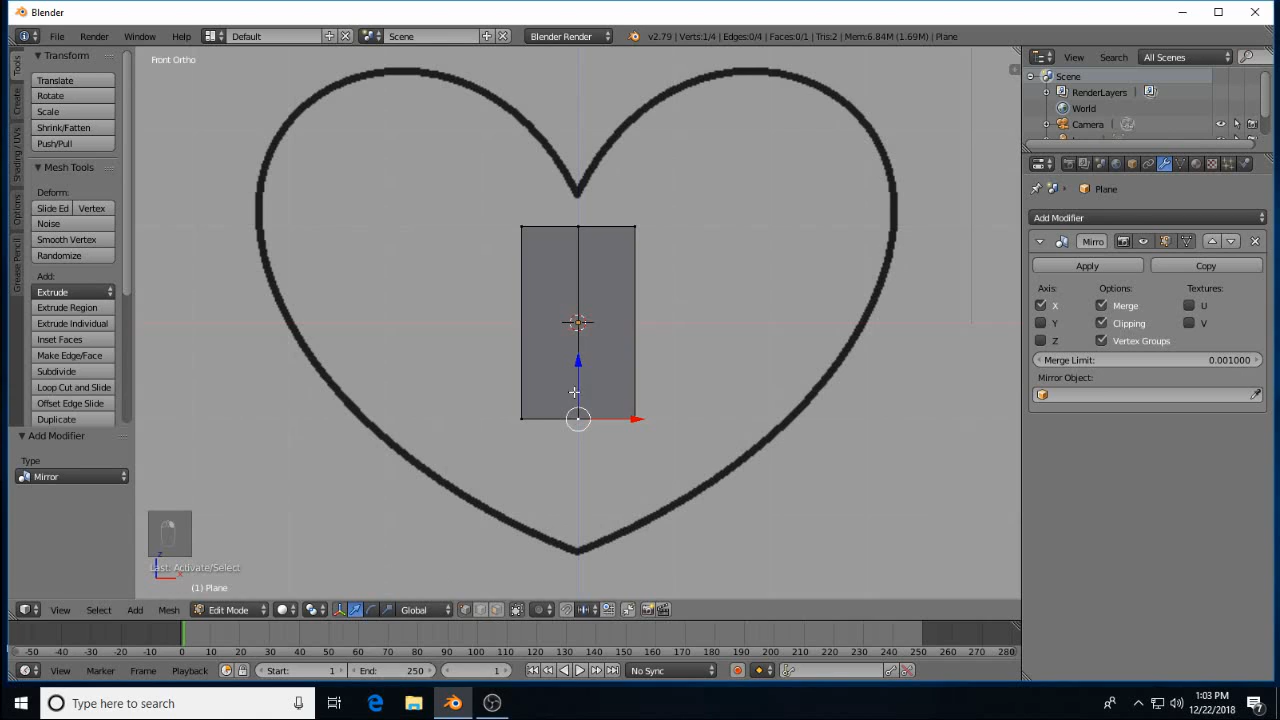 Blender
File Render Window Help Default Scene Blender Render v2.79 | Verts:1/4 | Edges:0/4 | Faces:0/1 | Tris:2 | Mem:6.84M (1.69M) | Plane
Tools
Create
Shading / UVs
Options
Grease Pencil
Transform
Translate
Rotate
Scale
Shrink/Fatten
Push/Pull
Mesh Tools
Deform:
Slide Ed Vertex
Noise
Smooth Vertex
Randomize
Add:
Extrude
Extrude Region
Extrude Individual
Inset Faces
Make Edge/Face
Subdivide
Loop Cut and Slide
Offset Edge Slide
Duplicate
Add Modifier
Type
Mirror
Front Ortho
z
x
Last: Activate/Select
(1) Plane
View Search All Scenes
Scene
RenderLayers
World
Camera
Plane
Add Modifier
Mirro
Apply Copy
Axis: Options: Textures:
X Merge U
Y Clipping V
Z Vertex Groups
Merge Limit: 0.001000
Mirror Object:
View Select Add Mesh Edit Mode Global
-50 -40 -30 -20 -10 0 10 20 30 40 50 60 70 80 90 100 110 120 130 140 150 160 170 180 190 200 210 220 230 240 250 260 270 280
View Marker Frame Playback Start: 1 End: 250 1 No Sync
Type here to search
1:03 PM
12/22/2018
7